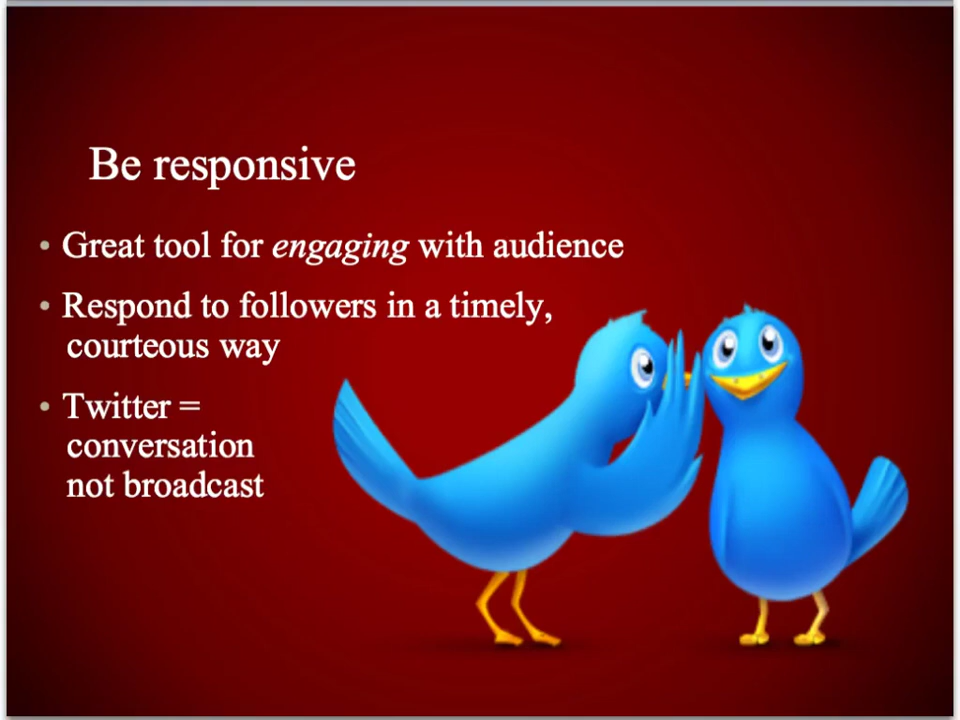 Be responsive
• Great tool for engaging with audience
• Respond to followers in a timely,
courteous way
• Twitter =
conversation
not broadcast